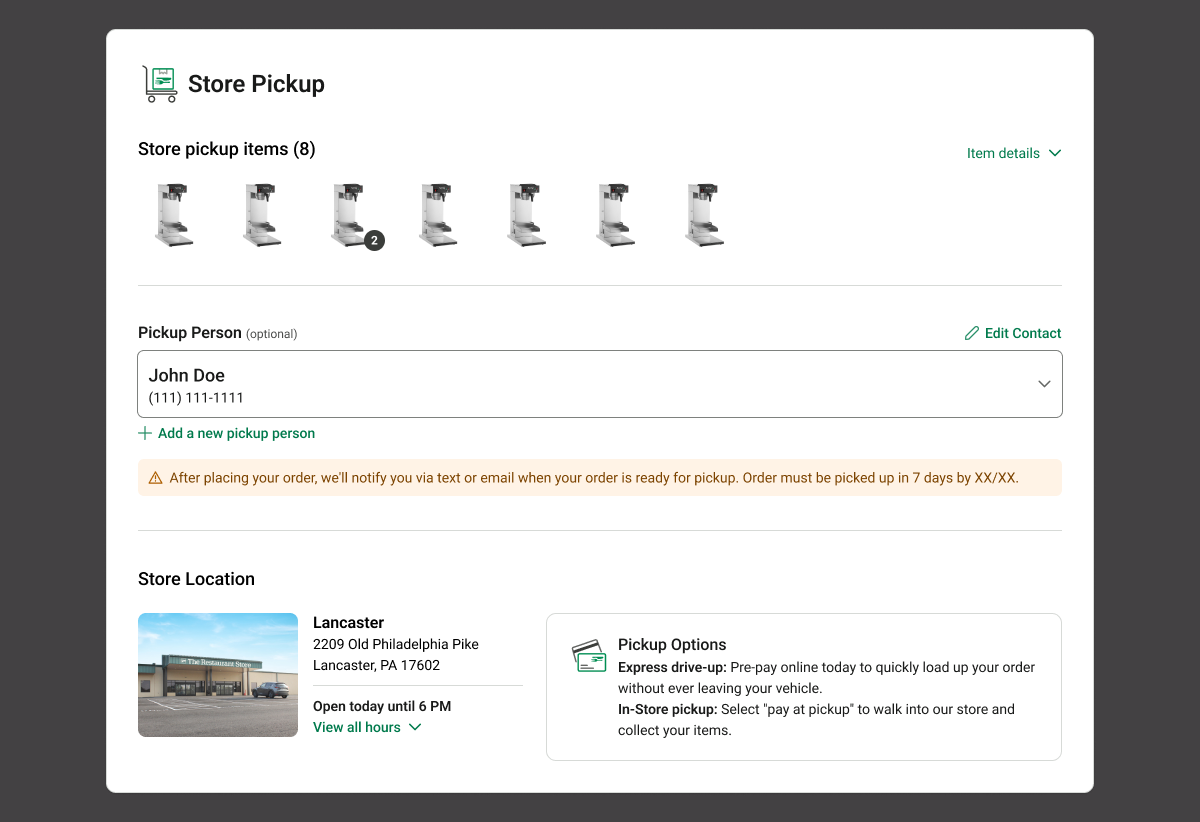 Store Pickup
Store pickup items (8)
Item details
2
Pickup Person (optional)
Edit Contact
John Doe
(111) 111-1111
Add a new pickup person
After placing your order, we'll notify you via text or email when your order is ready for pickup. Order must be picked up in 7 days by XX/XX.
Store Location
The Restaurant Store
Lancaster
2209 Old Philadelphia Pike
Lancaster, PA 17602
Open today until 6 PM
View all hours
Pickup Options
Express drive-up: Pre-pay online today to quickly load up your order
without ever leaving your vehicle.
In-Store pickup: Select "pay at pickup" to walk into our store and
collect your items.